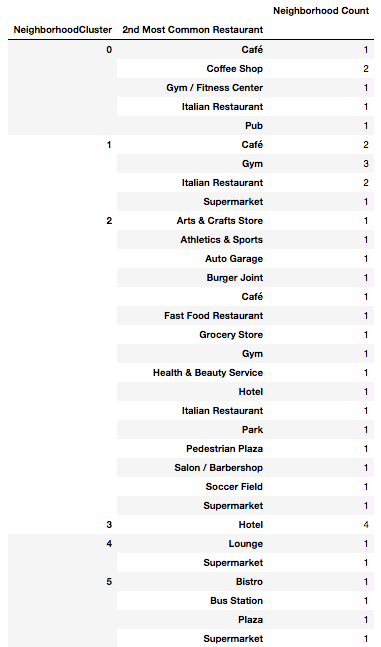 Neighborhood Count
NeighborhoodCluster 2nd Most Common Restaurant
0 Café 1
Coffee Shop 2
Gym / Fitness Center 1
Italian Restaurant 1
Pub 1
1 Café 2
Gym 3
Italian Restaurant 2
Supermarket 1
2 Arts & Crafts Store 1
Athletics & Sports 1
Auto Garage 1
Burger Joint 1
Café 1
Fast Food Restaurant 1
Grocery Store 1
Gym 1
Health & Beauty Service 1
Hotel 1
Italian Restaurant 1
Park 1
Pedestrian Plaza 1
Salon / Barbershop 1
Soccer Field 1
Supermarket 1
3 Hotel 4
4 Lounge 1
Supermarket 1
5 Bistro 1
Bus Station 1
Plaza 1
Supermarket 1